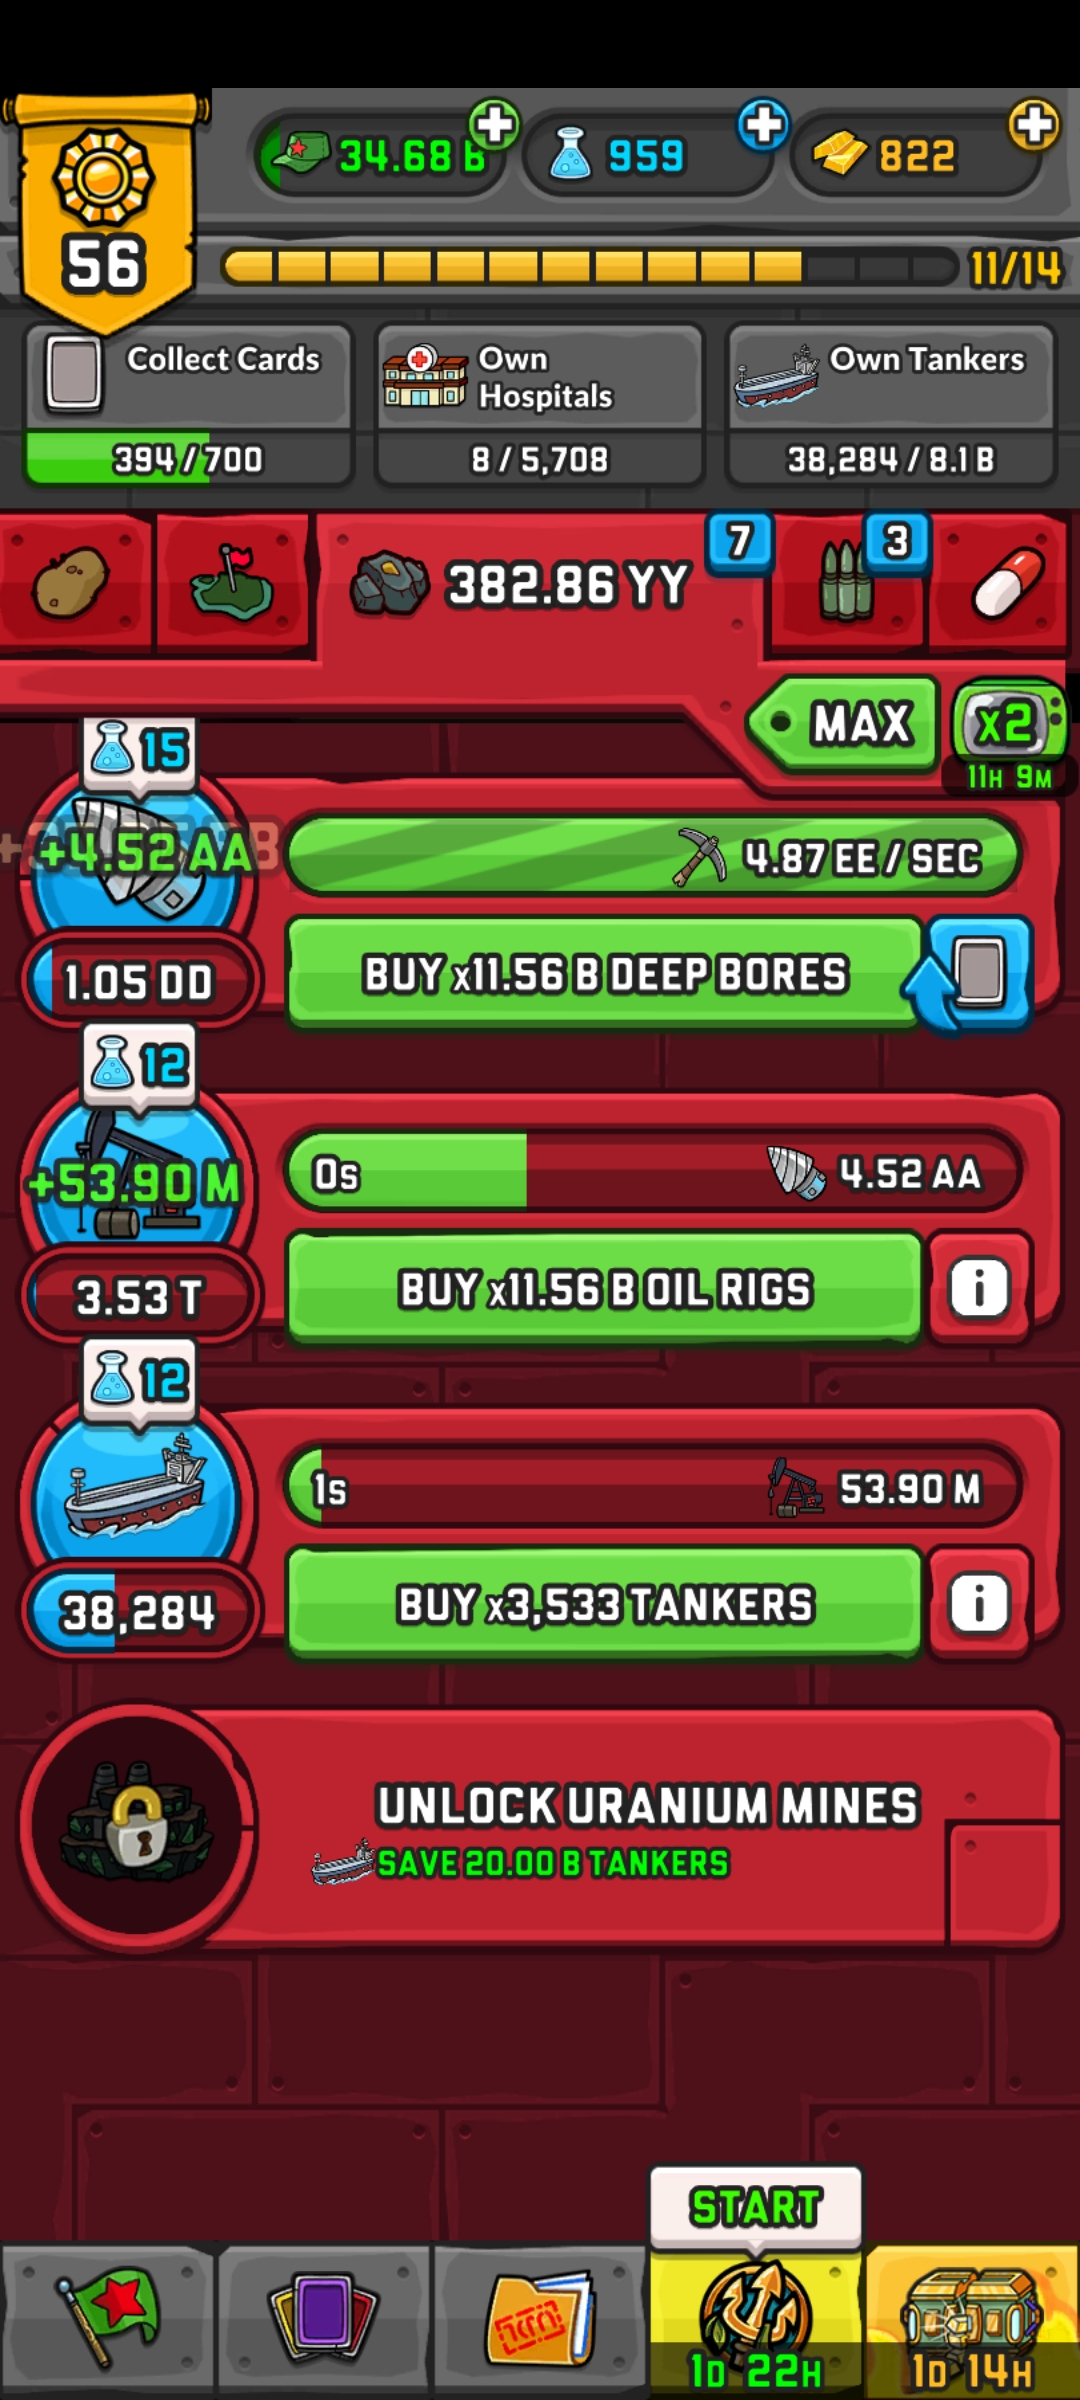 34.68 B
959
822
56
11/14
Collect Cards
394/700
Own
Hospitals
8/5,708
Own Tankers
38,284/8.1 B
382.86 YY
7
3
MAX
x2
11H 9M
15
+4.52 AA
4.87 EE/SEC
1.05 DD
BUY x11.56 B DEEP BORES
12
+53.90 M
0s
4.52 AA
3.53 T
BUY x11.56 B OIL RIGS
i
12
1s
53.90 M
38,284
BUY x3,533 TANKERS
i
UNLOCK URANIUM MINES
SAVE 20.00 B TANKERS
START
1D 22H
1D 14H